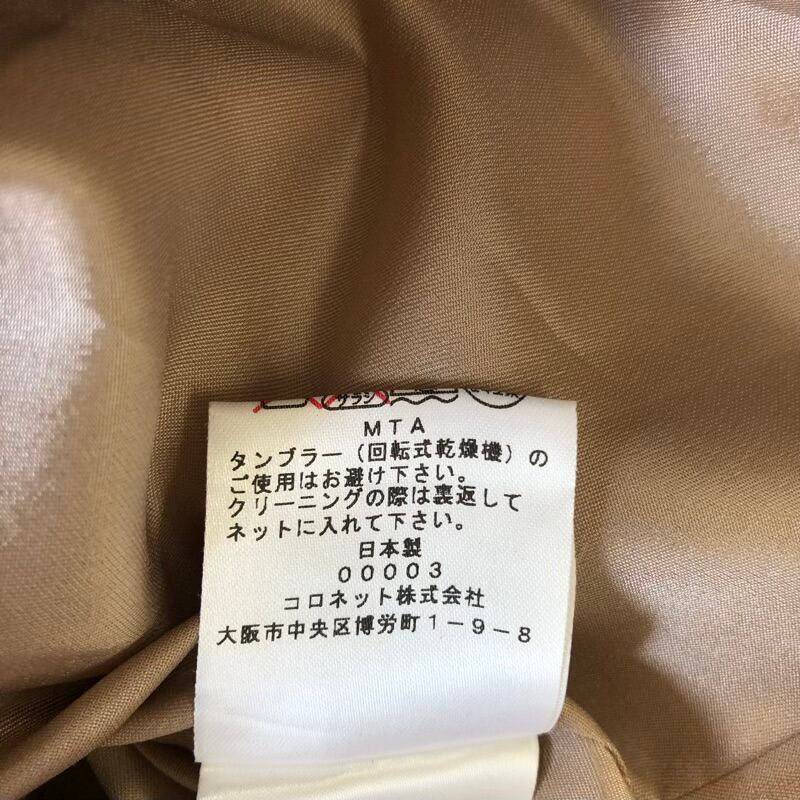 サラシ
MTA
タンブラー（回転式乾燥機）の
ご使用はお避け下さい。
クリーニングの際は裏返して
ネットに入れて下さい。
日本製
00003
コロネット株式会社
大阪市中央区博労町1-9-8